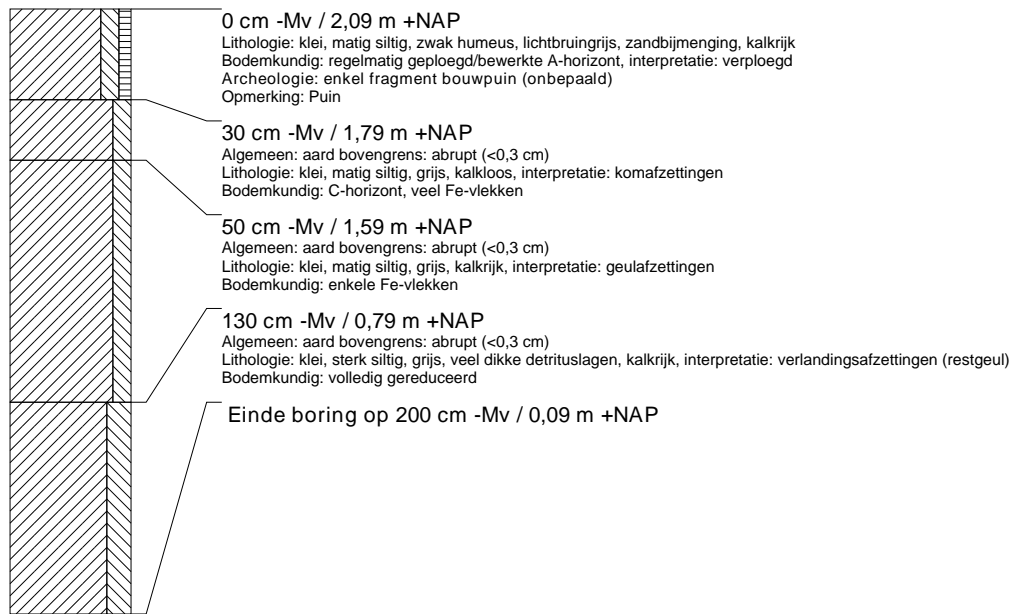 0 cm -Mv / 2,09 m +NAP
Lithologie: klei, matig siltig, zwak humeus, lichtbruingrijs, zandbijmenging, kalkrijk
Bodemkundig: regelmatig geploegd/bewerkte A-horizont, interpretatie: verploegd
Archeologie: enkel fragment bouwpuin (onbepaald)
Opmerking: Puin
30 cm -Mv / 1,79 m +NAP
Algemeen: aard bovengrens: abrupt (<0,3 cm)
Lithologie: klei, matig siltig, grijs, kalkloos, interpretatie: komafzettingen
Bodemkundig: C-horizont, veel Fe-vlekken
50 cm -Mv / 1,59 m +NAP
Algemeen: aard bovengrens: abrupt (<0,3 cm)
Lithologie: klei, matig siltig, grijs, kalkrijk, interpretatie: geulafzettingen
Bodemkundig: enkele Fe-vlekken
130 cm -Mv / 0,79 m +NAP
Algemeen: aard bovengrens: abrupt (<0,3 cm)
Lithologie: klei, sterk siltig, grijs, veel dikke detrituslagen, kalkrijk, interpretatie: verlandingsafzettingen (restgeul)
Bodemkundig: volledig gereduceerd
Einde boring op 200 cm -Mv / 0,09 m +NAP